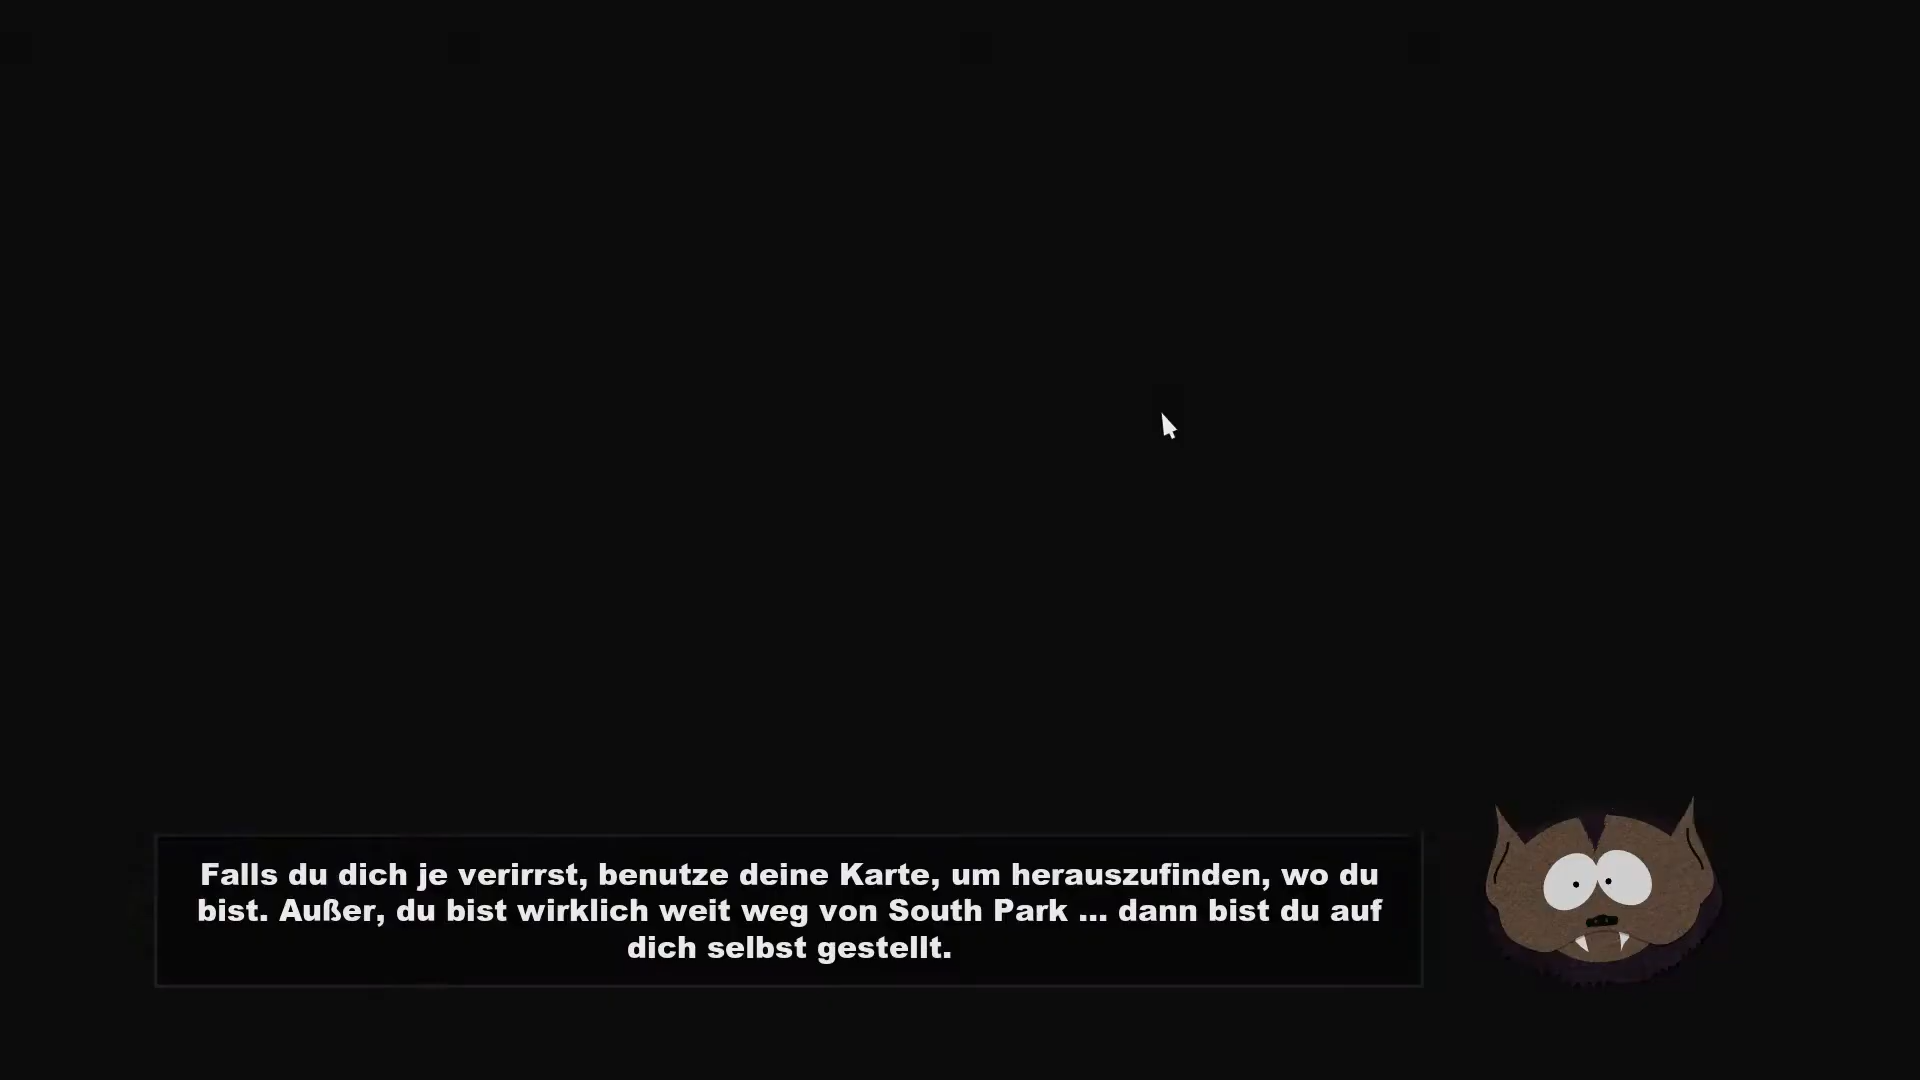 Falls du dich je verirrst, benutze deine Karte, um herauszufinden, wo du
bist. Außer, du bist wirklich weit weg von South Park ... dann bist du auf
dich selbst gestellt.